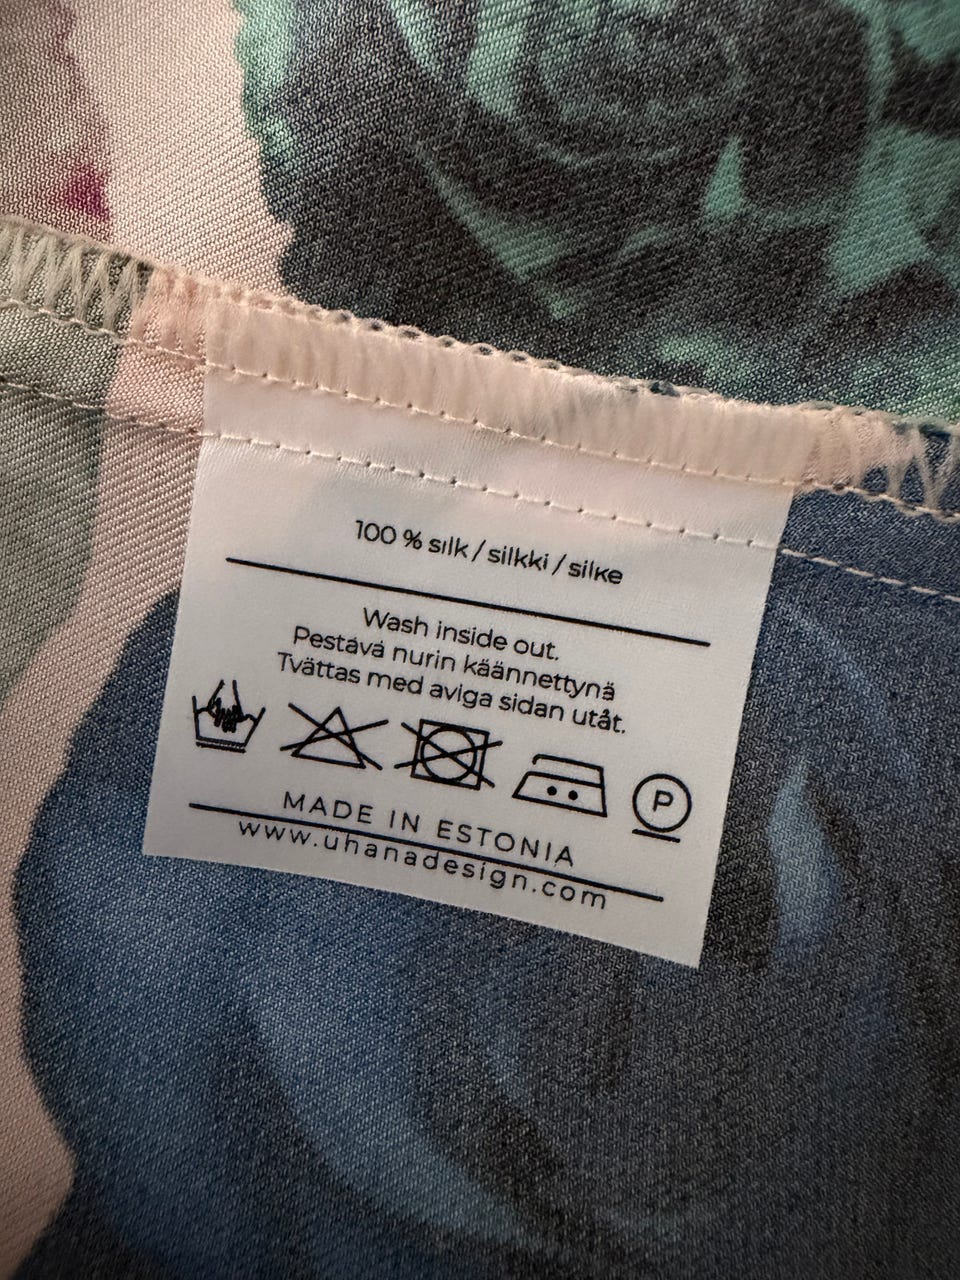 100 % silk / silkki / silke
Wash inside out.
Pestävä nurin käännettynä
Tvättas med aviga sidan utåt.
P
MADE IN ESTONIA
www.uhanadesign.com